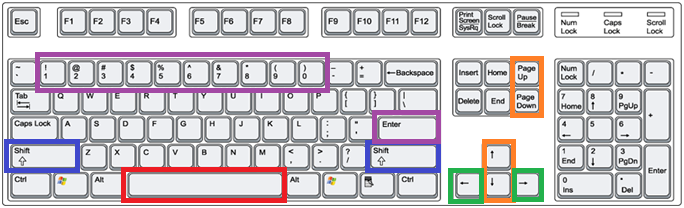 Esc F1 F2 F3 F4 F5 F6 F7 F8 F9 F10 F11 F12 Print Screen SysRq Scroll Lock Pause Break Num Lock Caps Lock Scroll Lock
~ ` ! 1 @ 2 # 3 $ 4 % 5 ^ 6 & 7 * 8 ( 9 ) 0 _ - + = ←Backspace Insert Home Page Up Num Lock / * -
Tab Q W E R T Y U I O P { [ } ] | \ Delete End Page Down 7 Home 8 ↑ 9 PgUp +
Caps Lock A S D F G H J K L : ; " ' Enter 4 ← 5 6 →
Shift ⇧ Z X C V B N M < , > . ? / Shift ⇧ ↑ 1 End 2 ↓ 3 PgDn Enter
Ctrl Alt Alt Ctrl ← ↓ → 0 Ins • Del